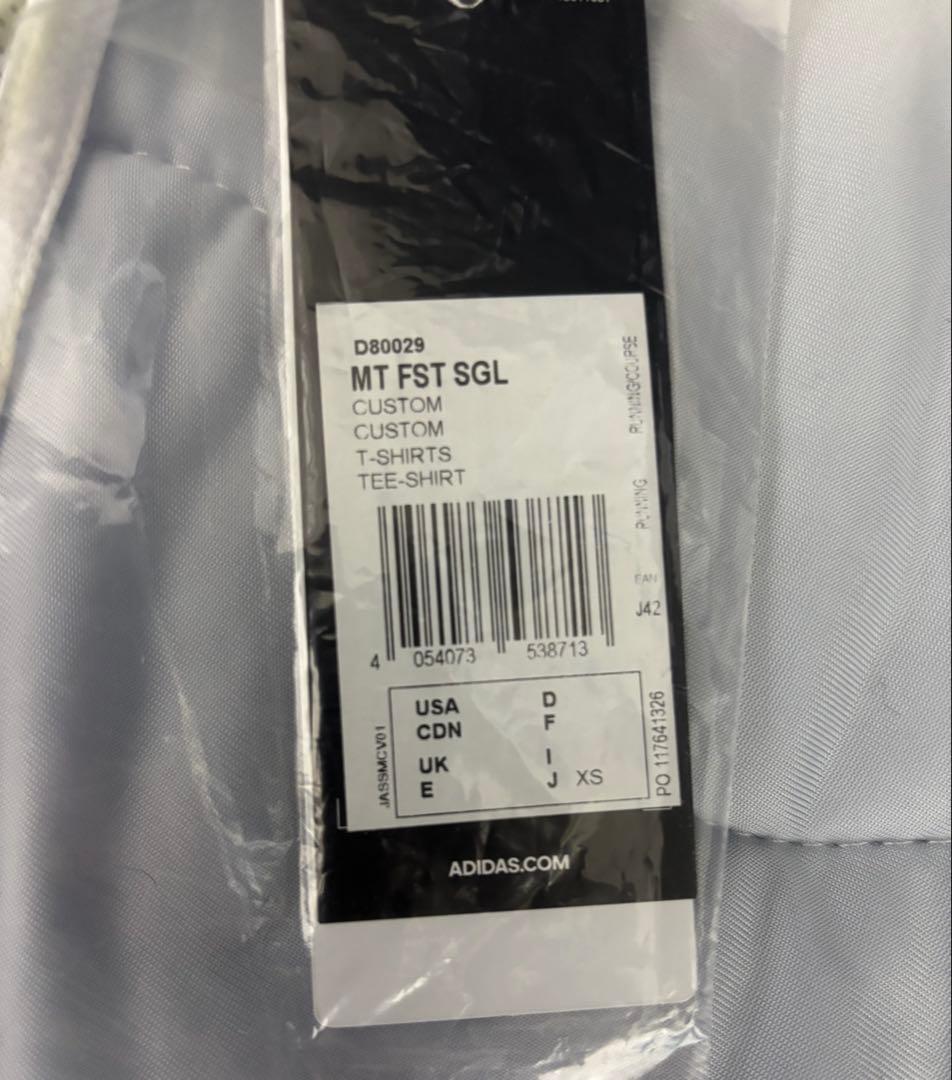 D80029
MT FST SGL
CUSTOM
CUSTOM
T-SHIRTS
TEE-SHIRT
RUNNING/COURSE
RUNNING
EAN
J42
4 054073 538713
USA D
CDN F
UK I
E J XS
JASSMCV01
PO 117641326
ADIDAS.COM